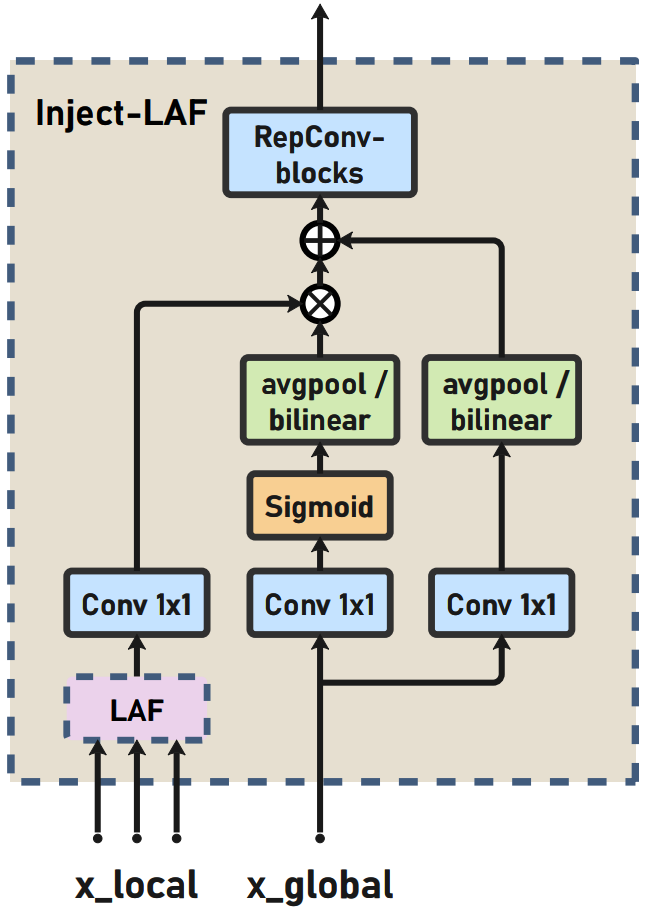 Inject-LAF
RepConv-
blocks
avgpool /
bilinear
avgpool /
bilinear
Sigmoid
Conv 1x1
Conv 1x1
Conv 1x1
LAF
x_local
x_global